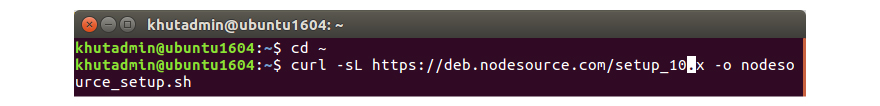 khutadmin@ubuntu1604: ~
khutadmin@ubuntu1604:~$ cd ~
khutadmin@ubuntu1604:~$ curl -sL https://deb.nodesource.com/setup_10.x -o nodeso
urce_setup.sh